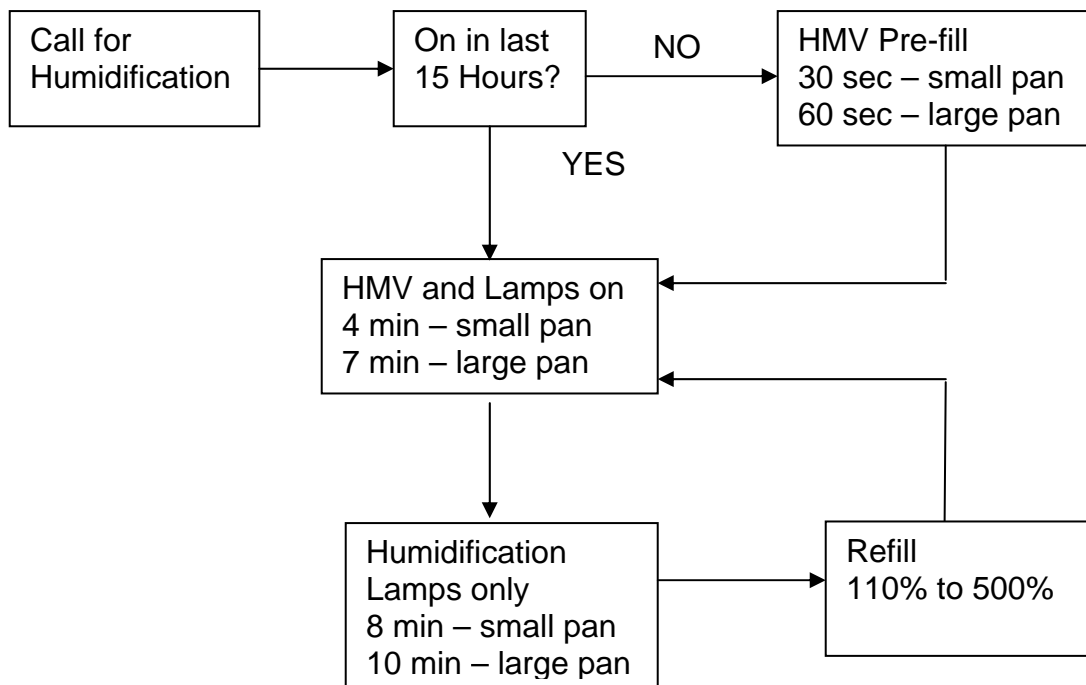 Call for
Humidification
On in last
15 Hours?
NO
HMV Pre-fill
30 sec – small pan
60 sec – large pan
YES
HMV and Lamps on
4 min – small pan
7 min – large pan
Humidification
Lamps only
8 min – small pan
10 min – large pan
Refill
110% to 500%